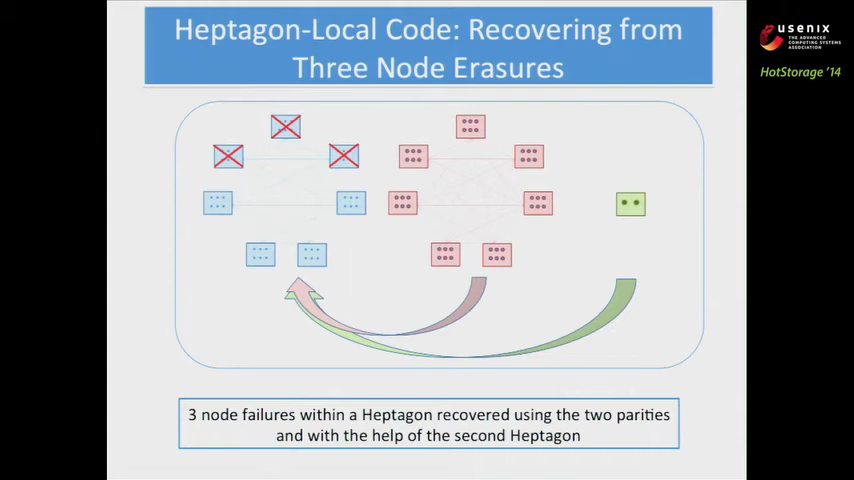 Heptagon-Local Code: Recovering from
Three Node Erasures
usenix
THE ADVANCED
COMPUTING SYSTEMS
ASSOCIATION
HotStorage '14
3 node failures within a Heptagon recovered using the two parities
and with the help of the second Heptagon